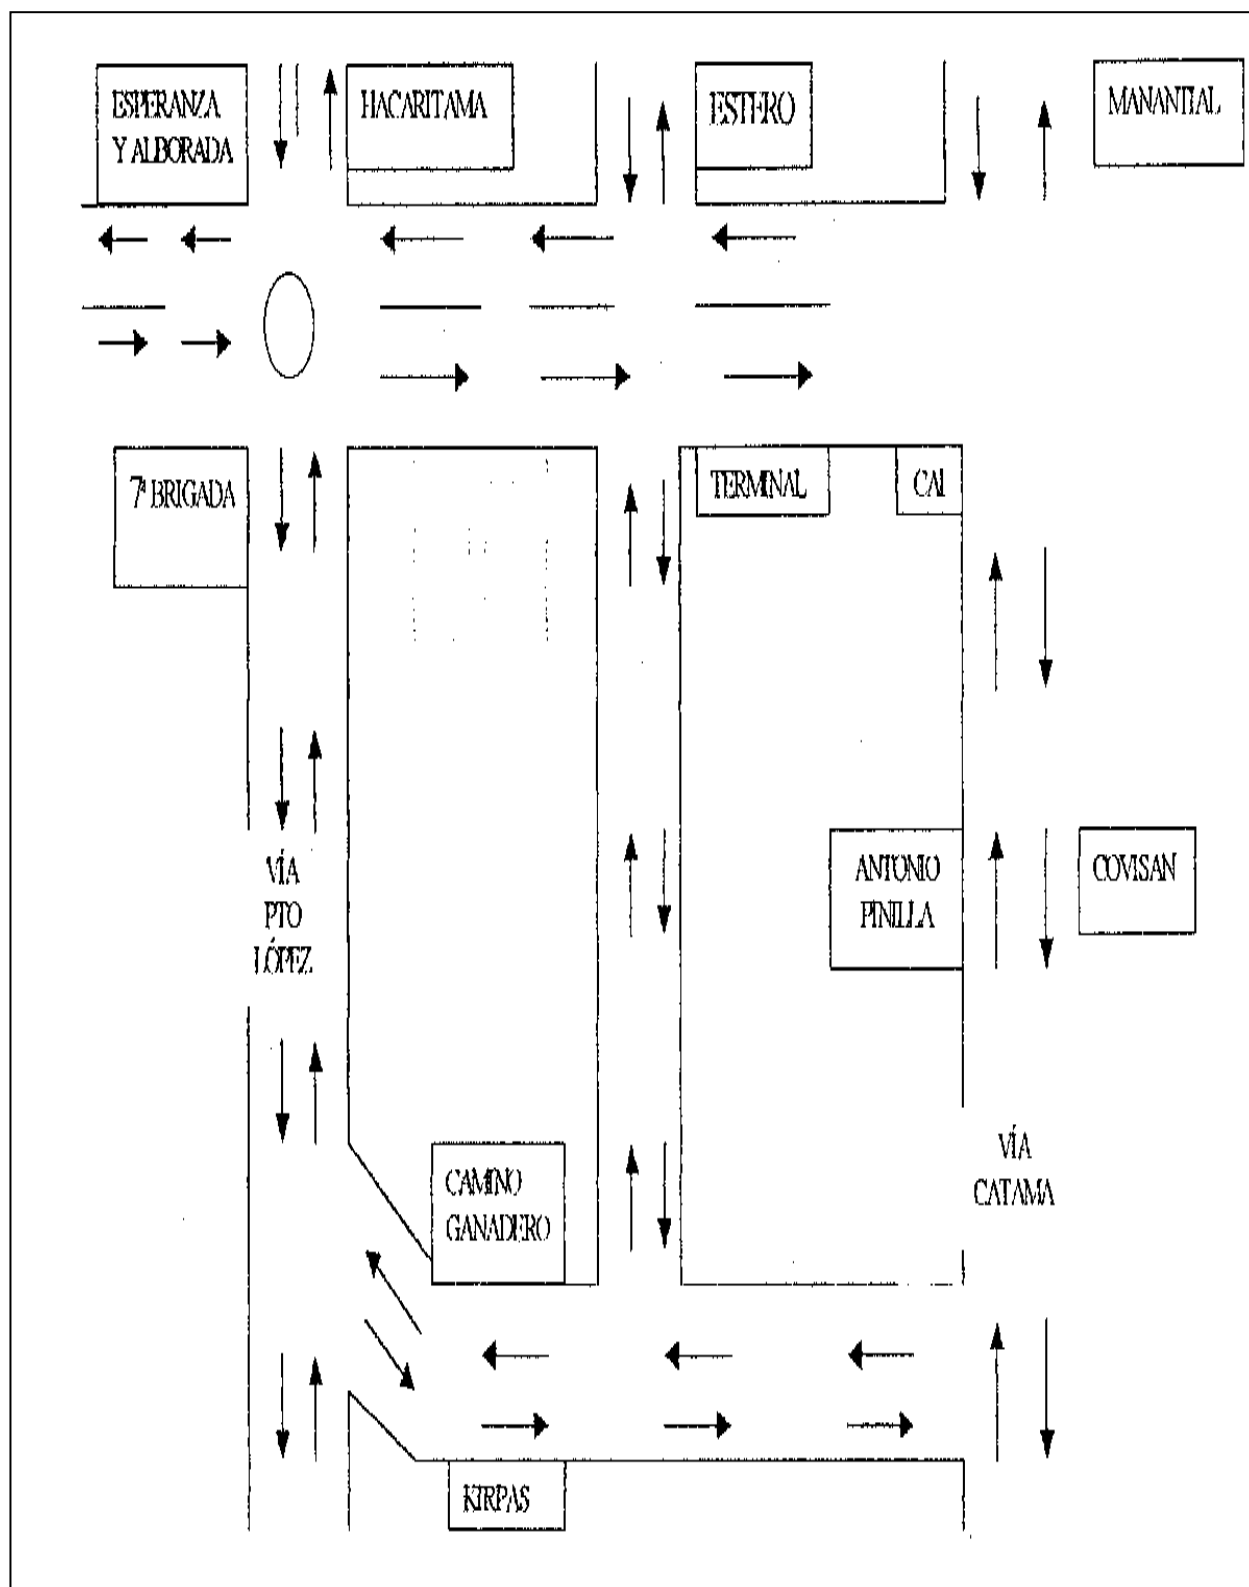 ESPERANZA
Y ALBORADA
HACARITAMA
ESTERO
MANANTIAL
7ª BRIGADA
TERMINAL
CAI
VÍA
PTO
LÓPEZ
ANTONIO
PINILLA
COVISAN
CAMINO
GANADERO
VÍA
CATAMA
KIRPAS